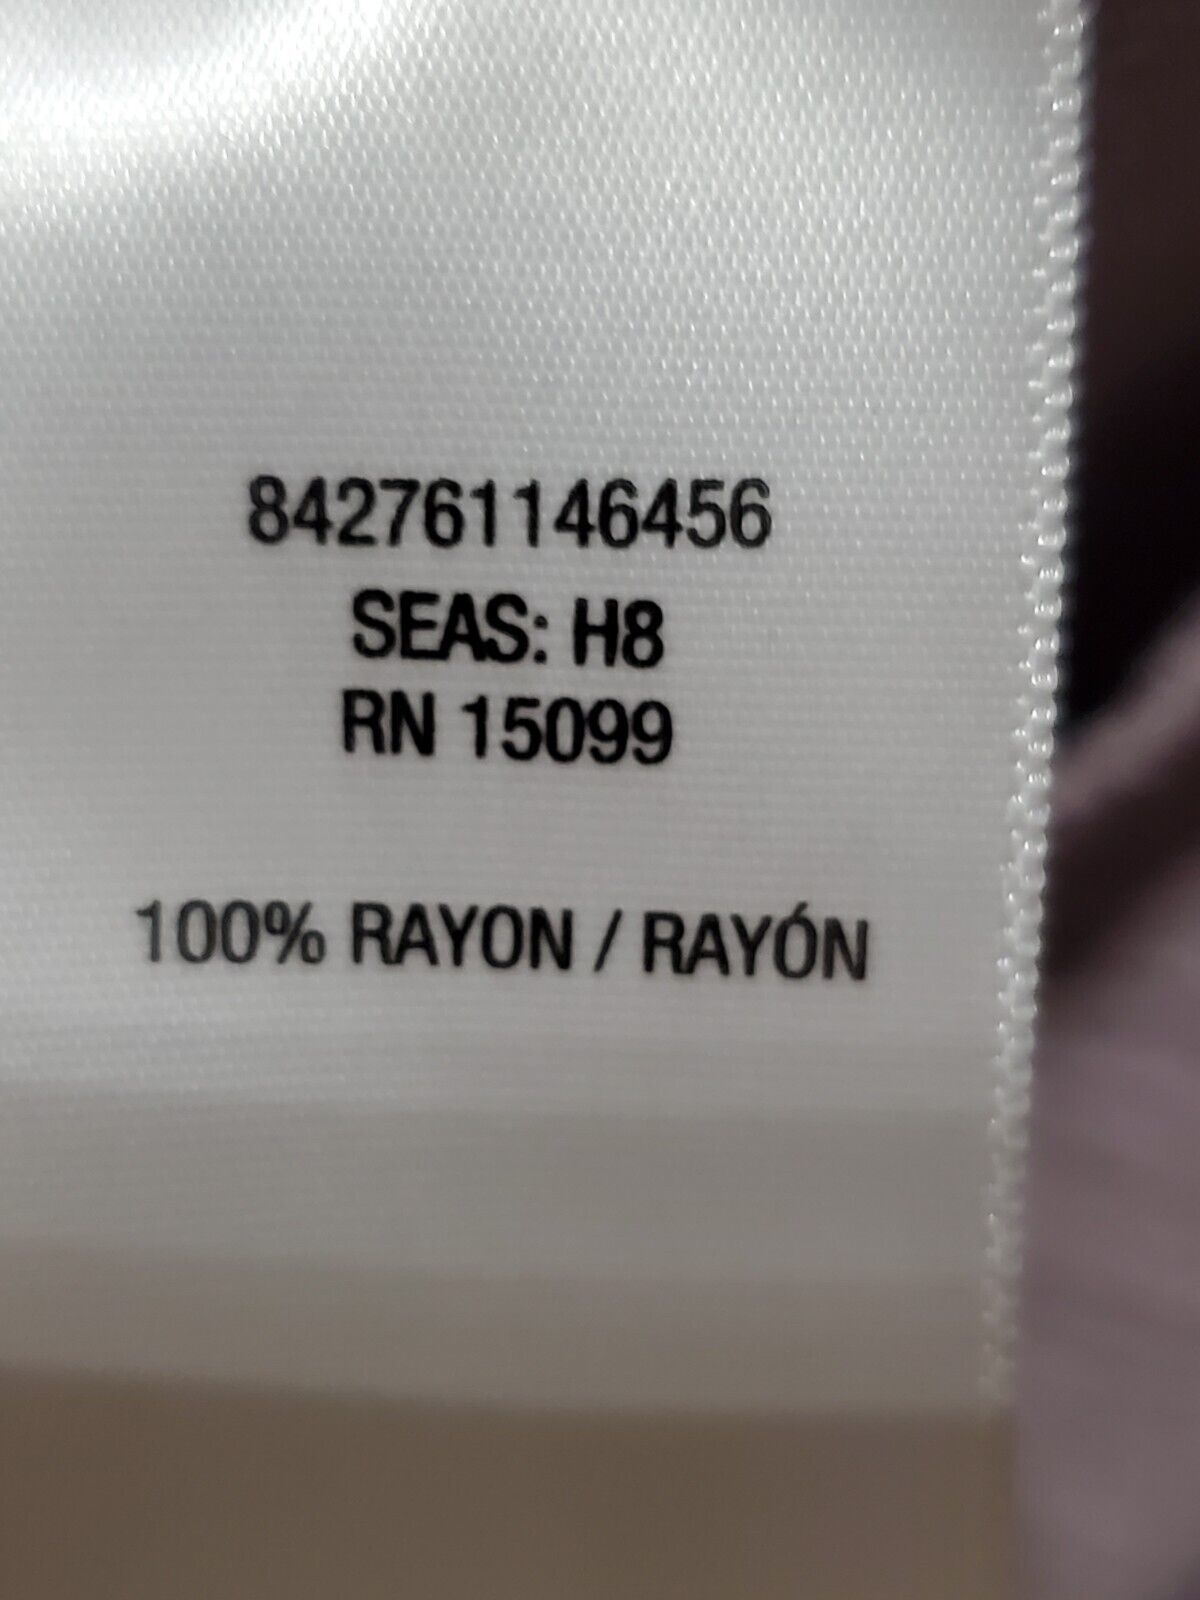 842761146456
SEAS: H8
RN 15099
100% RAYON / RAYÓN